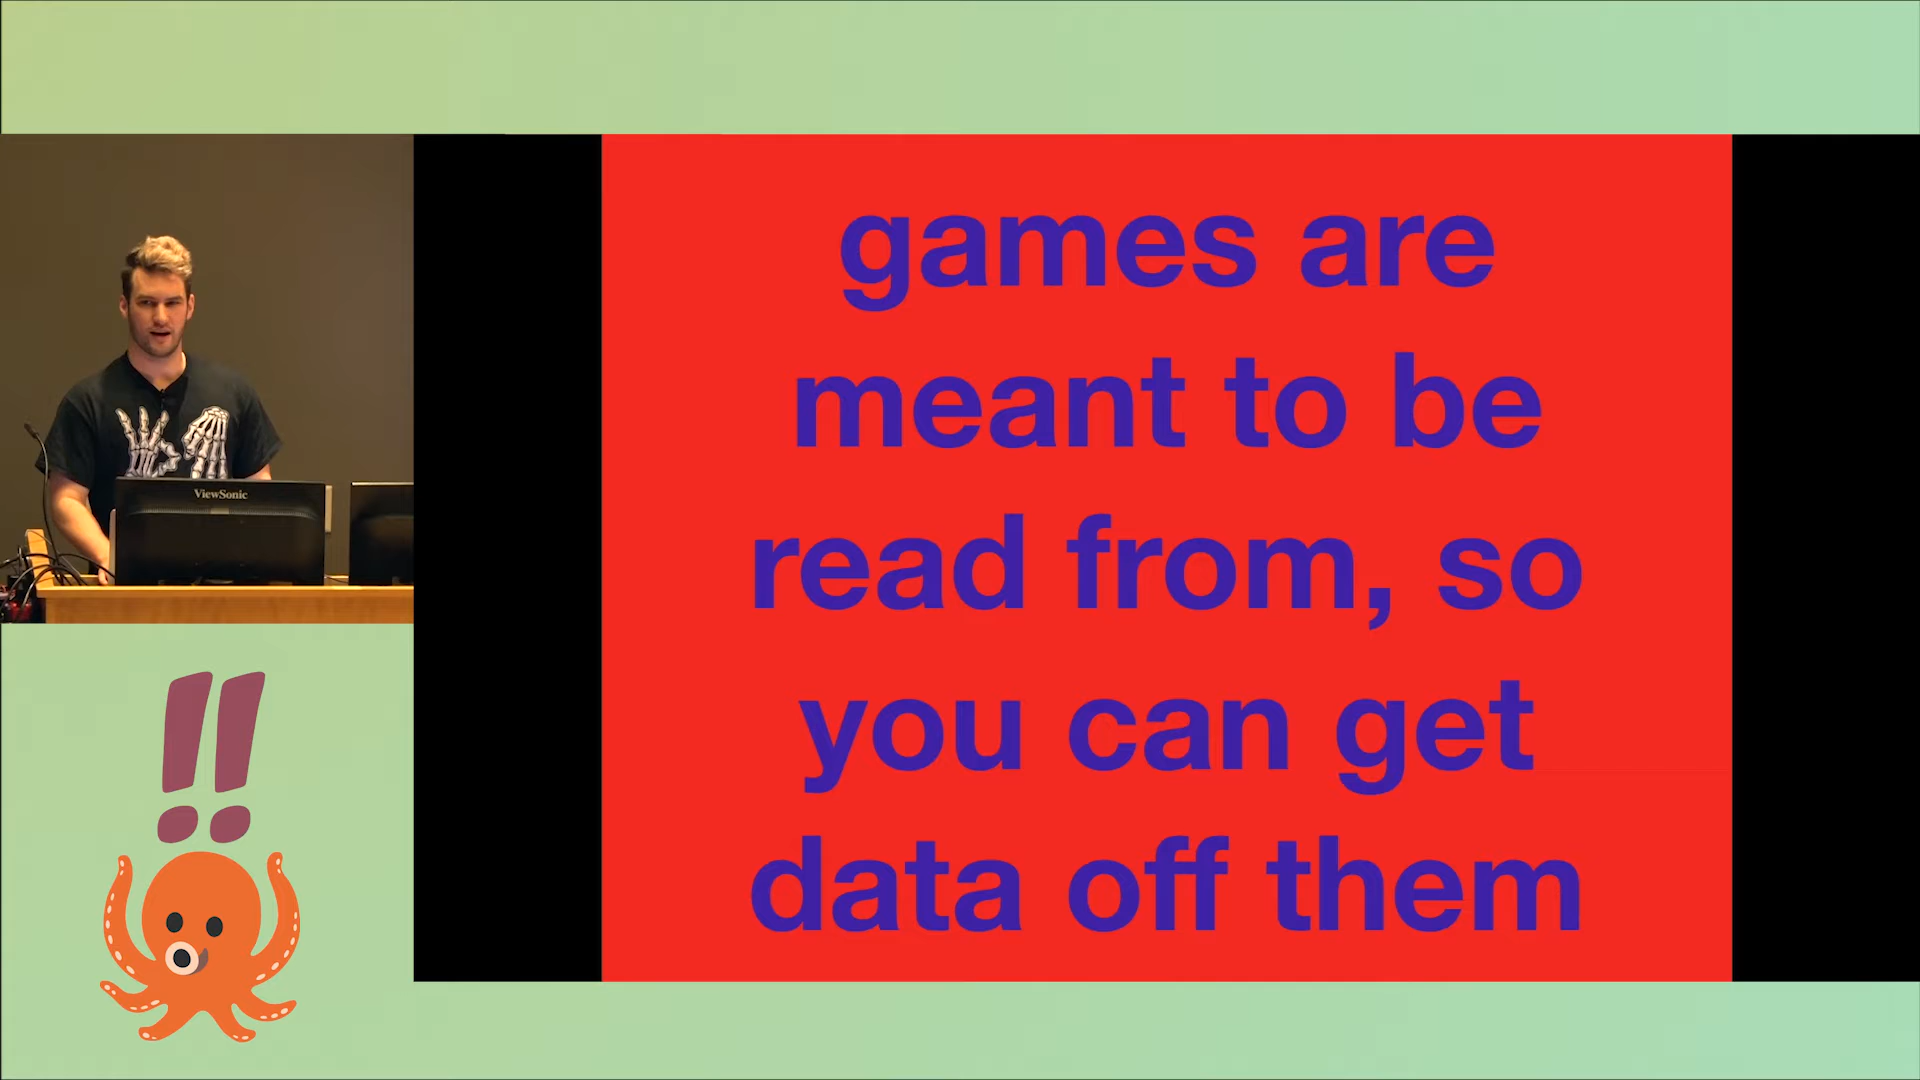 games are
meant to be
read from, so
you can get
data off them
ViewSonic
!!